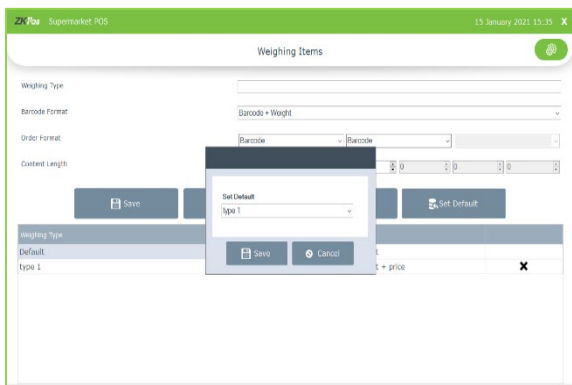 ZKPos Supermarket POS 15 January 2021 15:35 X
Weighing Items
Weighing Type
Barcode Format Barcode + Weight
Order Format Barcode Barcode
Content Length 0 0 0
Save Set Default
Set Default
type 1
Save Cancel
Weighing Type
Default t
type 1 t + price X